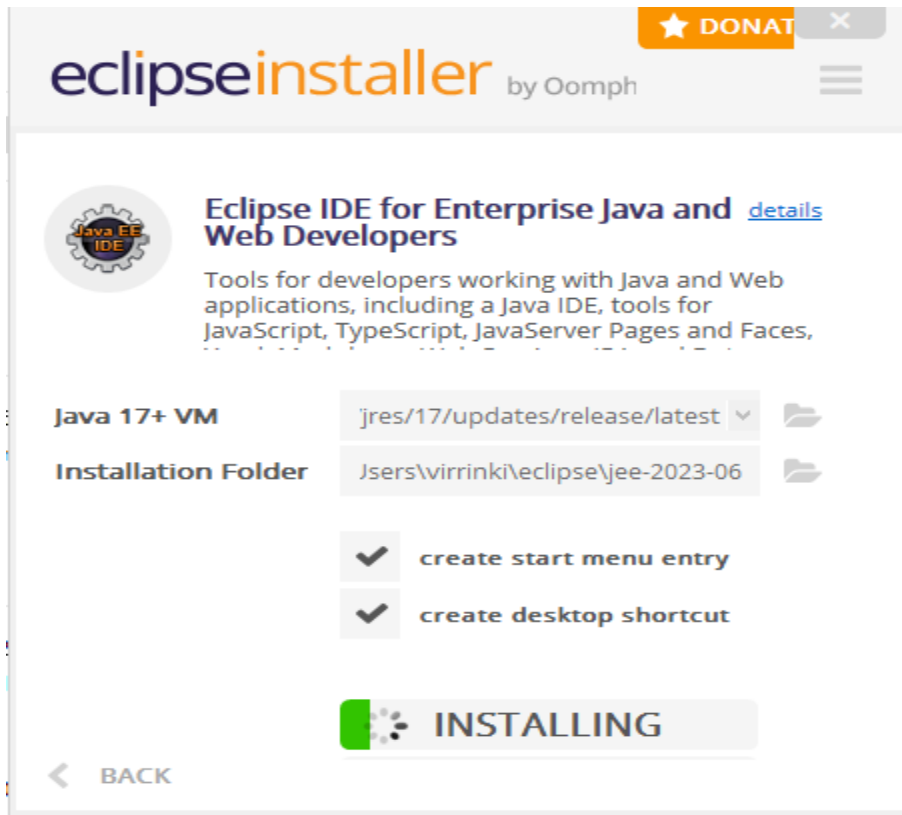 DONAT
eclipseinstaller by Oomph
Java EE
IDE
Eclipse IDE for Enterprise Java and details
Web Developers
Tools for developers working with Java and Web
applications, including a Java IDE, tools for
JavaScript, TypeScript, JavaServer Pages and Faces,
Java 17+ VM
jres/17/updates/release/latest
Installation Folder
Users\virrinki\eclipse\jee-2023-06
create start menu entry
create desktop shortcut
INSTALLING
BACK